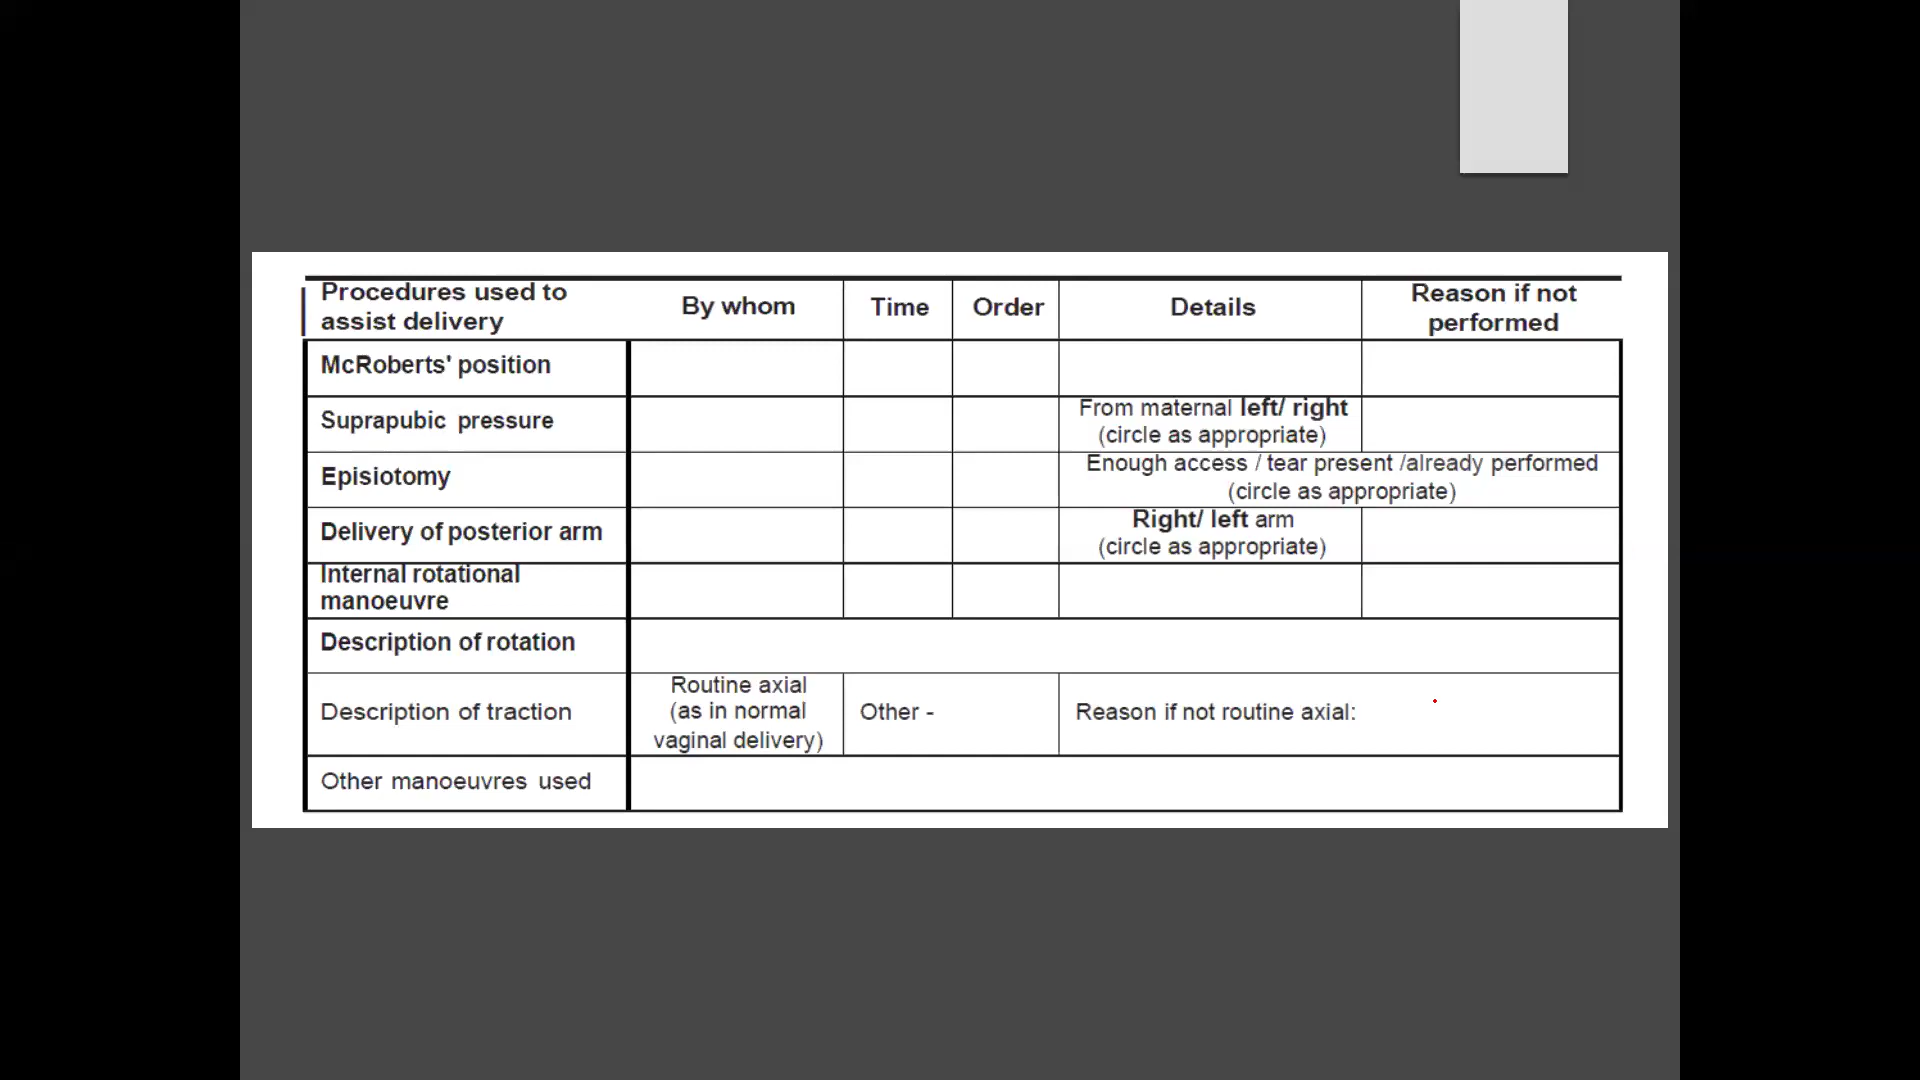 Procedures used to
assist delivery
By whom
Time
Order
Details
Reason if not
performed
McRoberts' position
Suprapubic pressure
From maternal left/ right
(circle as appropriate)
Episiotomy
Enough access / tear present /already performed
(circle as appropriate)
Delivery of posterior arm
Right/ left arm
(circle as appropriate)
Internal rotational
manoeuvre
Description of rotation
Description of traction
Routine axial
(as in normal
vaginal delivery)
Other -
Reason if not routine axial:
Other manoeuvres used